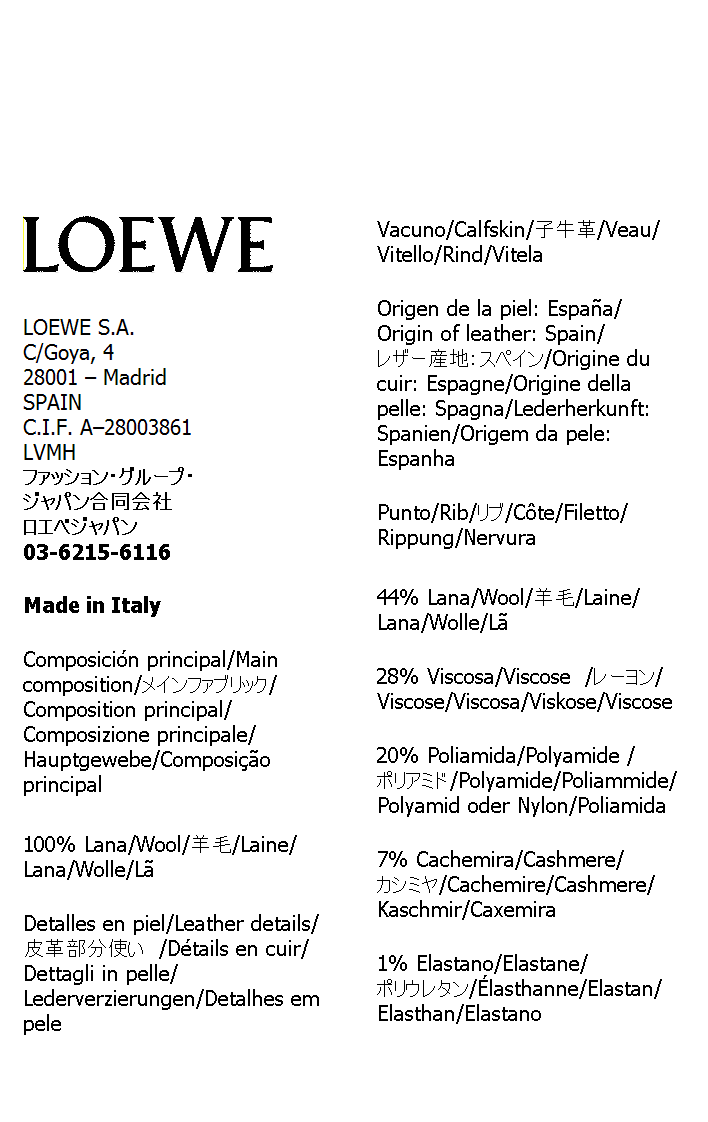 LOEWE
LOEWE S.A.
C/Goya, 4
28001 – Madrid
SPAIN
C.I.F. A–28003861
LVMH
ファッション・グループ・
ジャパン合同会社
ロエベジャパン
03-6215-6116
Made in Italy
Composición principal/Main
composition/メインファブリック/
Composition principal/
Composizione principale/
Hauptgewebe/Composição
principal
100% Lana/Wool/羊毛/Laine/
Lana/Wolle/Lã
Detalles en piel/Leather details/
皮革部分使い /Détails en cuir/
Dettagli in pelle/
Lederverzierungen/Detalhes em
pele
Vacuno/Calfskin/子牛革/Veau/
Vitello/Rind/Vitela
Origen de la piel: España/
Origin of leather: Spain/
レザー産地：スペイン/Origine du
cuir: Espagne/Origine della
pelle: Spagna/Lederherkunft:
Spanien/Origem da pele:
Espanha
Punto/Rib/リブ/Côte/Filetto/
Rippung/Nervura
44% Lana/Wool/羊毛/Laine/
Lana/Wolle/Lã
28% Viscosa/Viscose /レーヨン/
Viscose/Viscosa/Viskose/Viscose
20% Poliamida/Polyamide /
ポリアミド/Polyamide/Poliammide/
Polyamid oder Nylon/Poliamida
7% Cachemira/Cashmere/
カシミヤ/Cachemire/Cashmere/
Kaschmir/Caxemira
1% Elastano/Elastane/
ポリウレタン/Élasthanne/Elastan/
Elasthan/Elastano